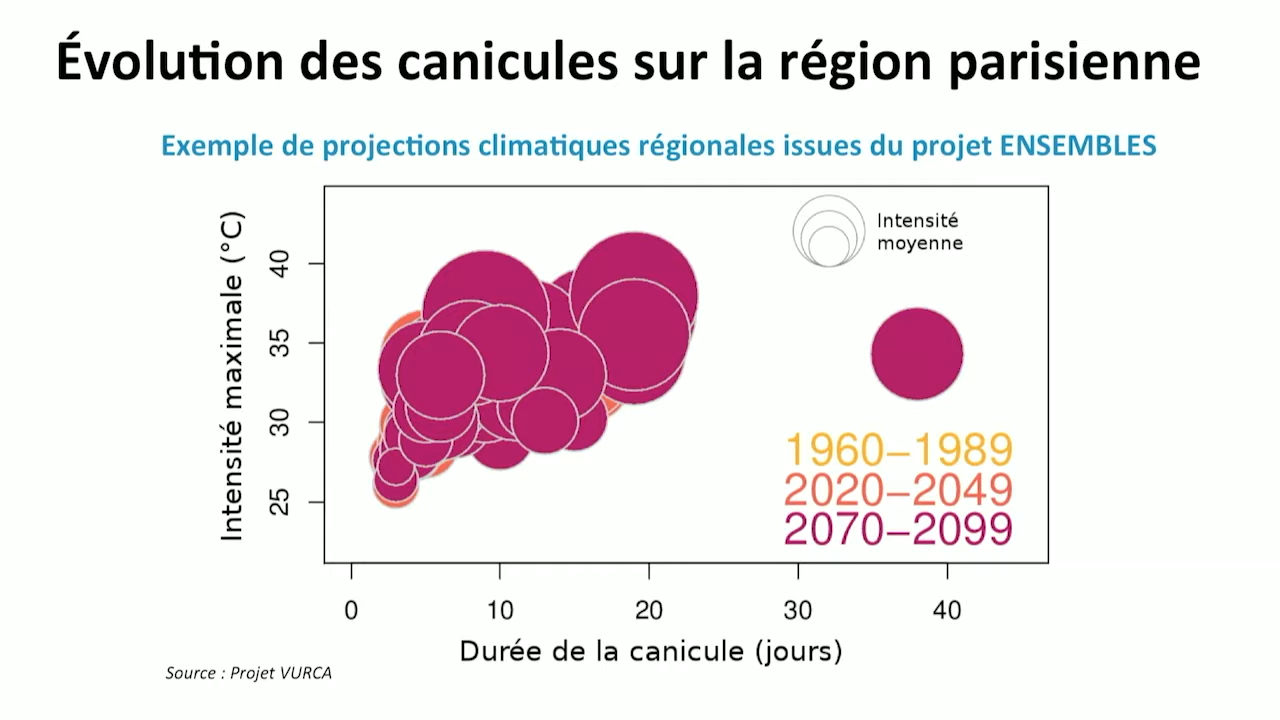 Évolution des canicules sur la région parisienne
Exemple de projections climatiques régionales issues du projet ENSEMBLES
Intensité maximale (°C)
40
35
30
25
Intensité
moyenne
1960–1989
2020–2049
2070–2099
0 10 20 30 40
Durée de la canicule (jours)
Source : Projet VURCA